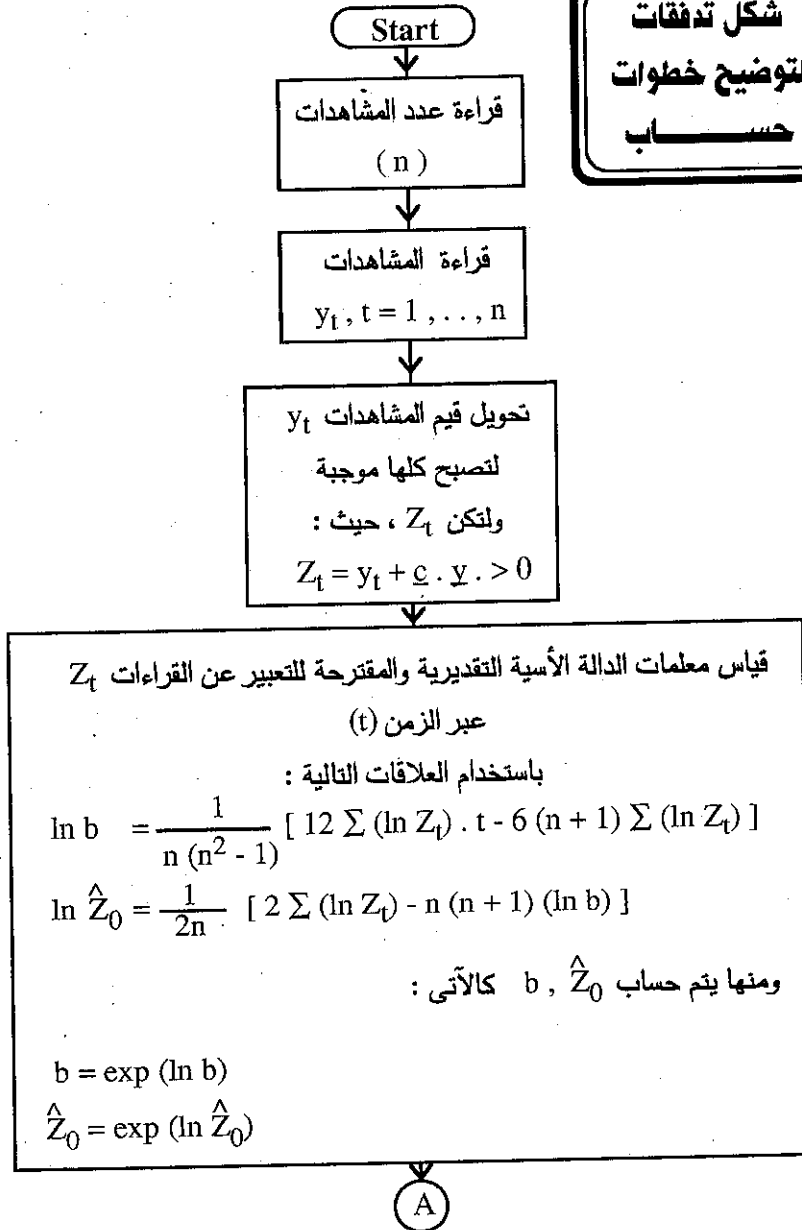 شكل تدفقات
لتوضيح خطوات
حســـــاب
Start
قراءة عدد المشاهدات
( n )
قراءة المشاهدات
y_t , t = 1 , . . , n
تحويل قيم المشاهدات y_t
لتصبح كلها موجبة
ولتكن Z_t ، حيث :
Z_t = y_t + c . y . > 0
قياس معلمات الدالة الأسية التقديرية والمقترحة للتعبير عن القراءات Z_t
عبر الزمن (t)
باستخدام العلاقات التالية :
ln b = 1 / n (n² - 1) [ 12 ∑ (ln Z_t) . t - 6 (n + 1) ∑ (ln Z_t) ]
ln Ẑ_0 = 1 / 2n [ 2 ∑ (ln Z_t) - n (n + 1) (ln b) ]
ومنها يتم حساب b , Ẑ_0 كالآتى :
b = exp (ln b)
Ẑ_0 = exp (ln Ẑ_0)
A